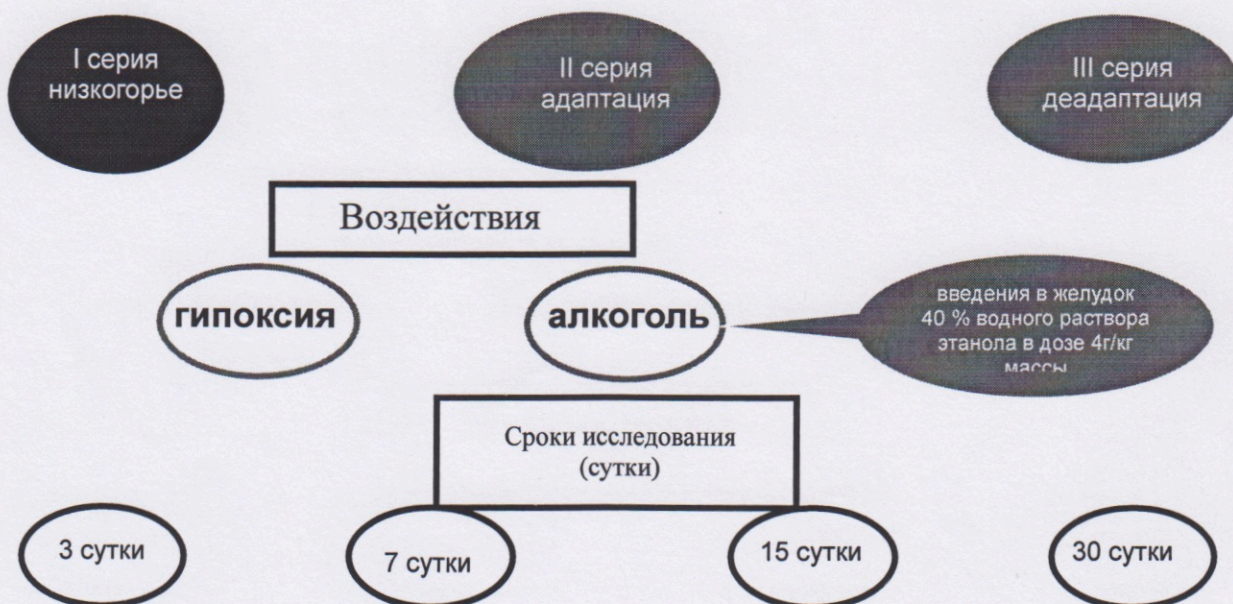 I серия
низкогорье
II серия
адаптация
III серия
деадаптация
Воздействия
гипоксия
алкоголь
введения в желудок
40 % водного раствора
этанола в дозе 4г/кг
массы
Сроки исследования
(сутки)
3 сутки
7 сутки
15 сутки
30 сутки